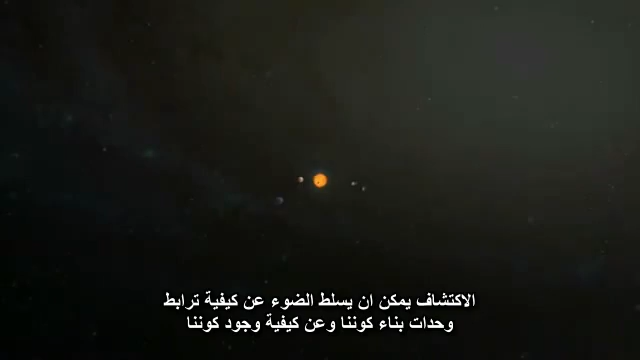 الاكتشاف يمكن ان يسلط الضوء عن كيفية ترابط
وحدات بناء كوننا وعن كيفية وجود كوننا